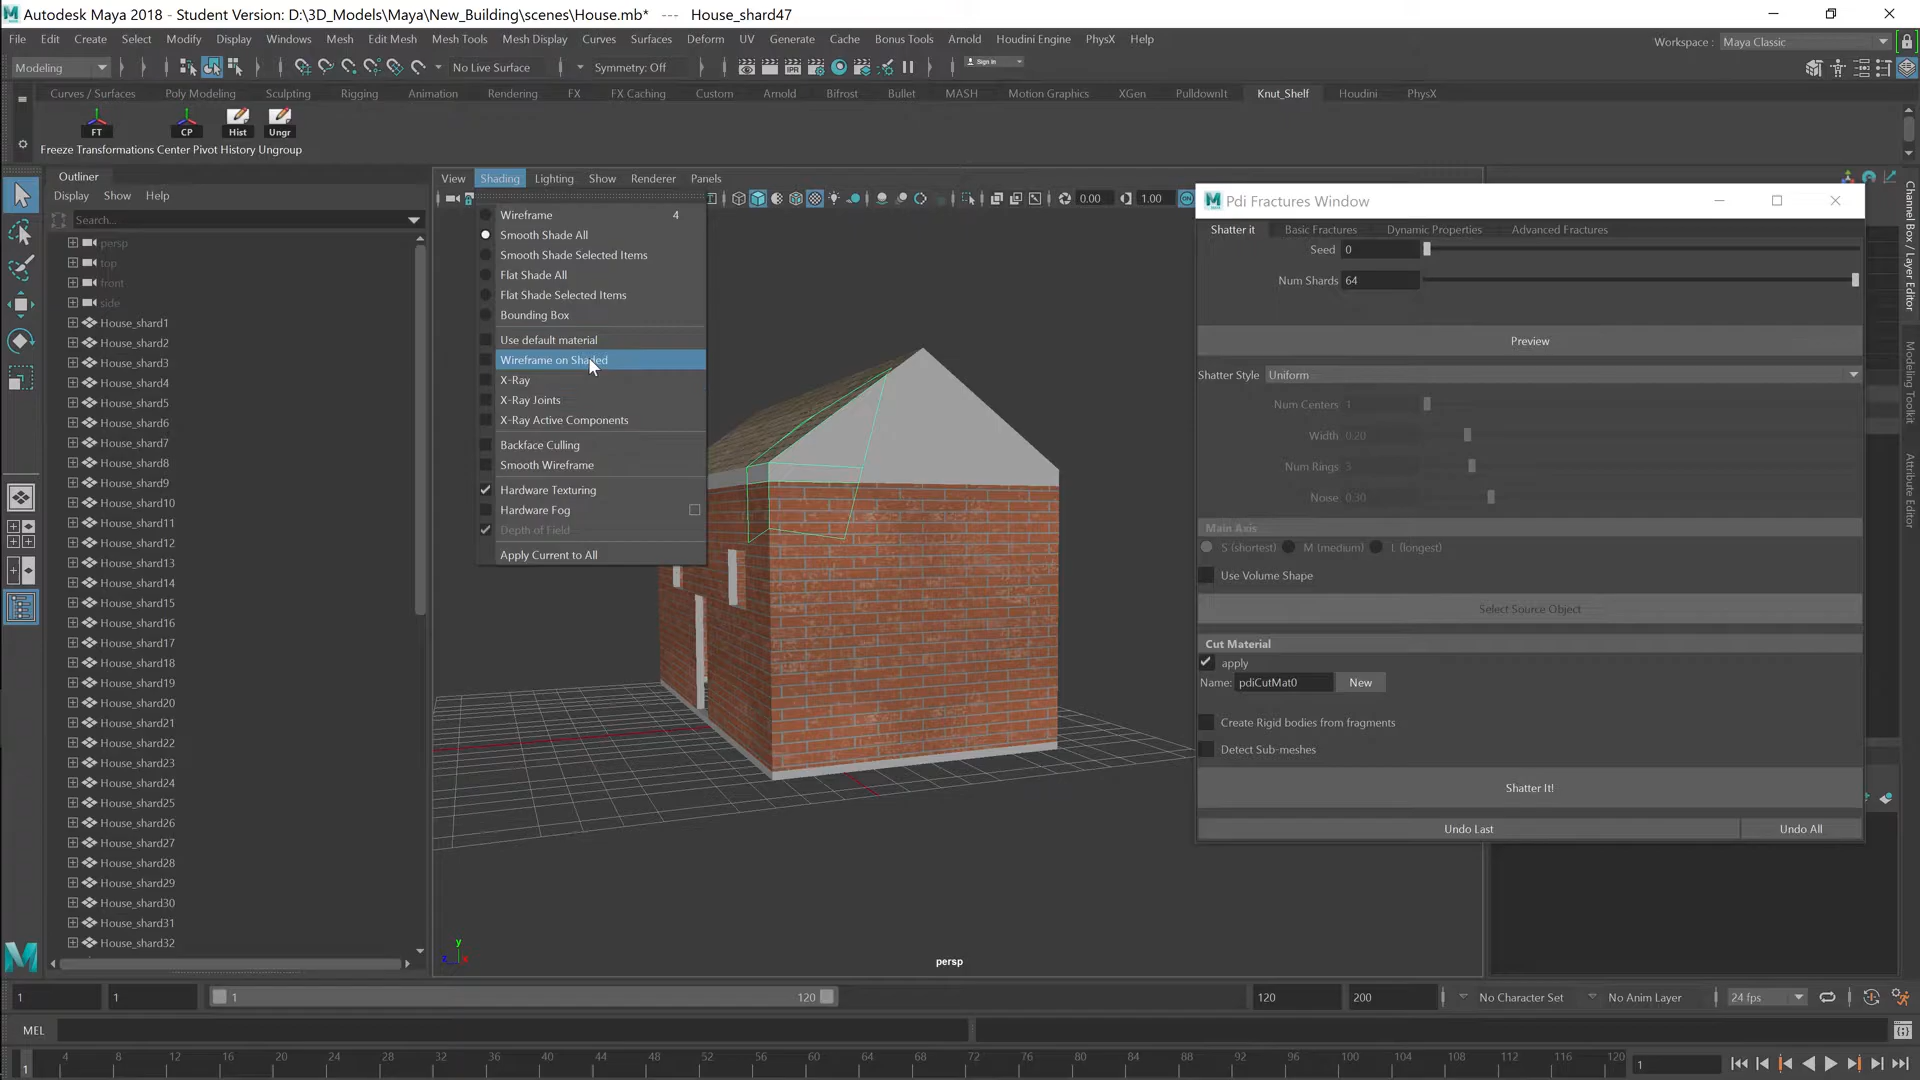 Autodesk Maya 2018 - Student Version: D:\3D_Models\Maya\New_Building\scenes\House.mb*   ---   House_shard47
File Edit Create Select Modify Display Windows Mesh Edit Mesh Mesh Tools Mesh Display Curves Surfaces Deform UV Generate Cache Bonus Tools Arnold Houdini Engine PhysX Help
Workspace : Maya Classic
Modeling No Live Surface Symmetry: Off IPR Sign in
Curves / Surfaces Poly Modeling Sculpting Rigging Animation Rendering FX FX Caching Custom Arnold Bifrost Bullet MASH Motion Graphics XGen PulldownIt Knut_Shelf Houdini PhysX
FT CP Hist Ungr
Freeze Transformations Center Pivot History Ungroup
Outliner
Display Show Help
Search...
persp
top
front
side
House_shard1
House_shard2
House_shard3
House_shard4
House_shard5
House_shard6
House_shard7
House_shard8
House_shard9
House_shard10
House_shard11
House_shard12
House_shard13
House_shard14
House_shard15
House_shard16
House_shard17
House_shard18
House_shard19
House_shard20
House_shard21
House_shard22
House_shard23
House_shard24
House_shard25
House_shard26
House_shard27
House_shard28
House_shard29
House_shard30
House_shard31
House_shard32
View Shading Lighting Show Renderer Panels
0.00 1.00
Wireframe 4
Smooth Shade All
Smooth Shade Selected Items
Flat Shade All
Flat Shade Selected Items
Bounding Box
Use default material
Wireframe on Shaded
X-Ray
X-Ray Joints
X-Ray Active Components
Backface Culling
Smooth Wireframe
Hardware Texturing
Hardware Fog
Depth of Field
Apply Current to All
y
z x
persp
Pdi Fractures Window
Shatter it Basic Fractures Dynamic Properties Advanced Fractures
Seed 0
Num Shards 64
Preview
Shatter Style Uniform
Num Centers 1
Width 0.20
Num Rings 3
Noise 0.30
Main Axis
S (shortest) M (medium) L (longest)
Use Volume Shape
Select Source Object
Cut Material
apply
Name: pdiCutMat0 New
Create Rigid bodies from fragments
Detect Sub-meshes
Shatter It!
Undo Last Undo All
Channel Box / Layer Editor
Modeling Toolkit
Attribute Editor
1 1 1 120 120 200 No Character Set No Anim Layer 24 fps
MEL
1 4 8 12 16 20 24 28 32 36 40 44 48 52 56 60 64 68 72 76 80 84 88 92 96 100 104 108 112 116 120 1